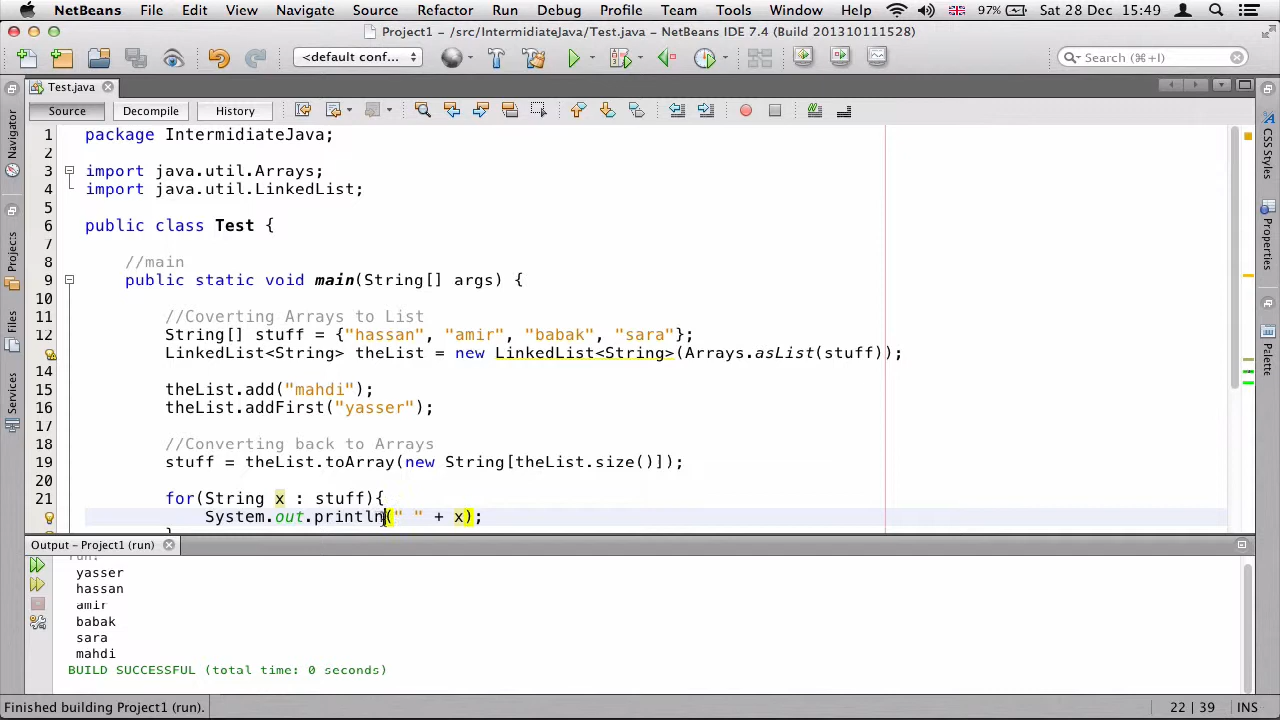 NetBeans File Edit View Navigate Source Refactor Run Debug Profile Team Tools Window Help 97% Sat 28 Dec 15:49
Project1 – /src/IntermidiateJava/Test.java – NetBeans IDE 7.4 (Build 201310111528)
<default conf... Search (⌘+I)
Test.java
Source Decompile History
Navigator
Projects
Files
Services
CSS Styles
Palette
1 package IntermidiateJava;
2
3 import java.util.Arrays;
4 import java.util.LinkedList;
5
6 public class Test {
7
8 //main
9 public static void main(String[] args) {
10
11 //Coverting Arrays to List
12 String[] stuff = {"hassan", "amir", "babak", "sara"};
LinkedList<String> theList = new LinkedList<String>(Arrays.asList(stuff));
14
15 theList.add("mahdi");
16 theList.addFirst("yasser");
17
18 //Converting back to Arrays
19 stuff = theList.toArray(new String[theList.size()]);
20
21 for(String x : stuff){
System.out.println(" " + x);
}
Output – Project1 (run)
run:
yasser
hassan
amir
babak
sara
mahdi
BUILD SUCCESSFUL (total time: 0 seconds)
Finished building Project1 (run). 22 | 39 INS